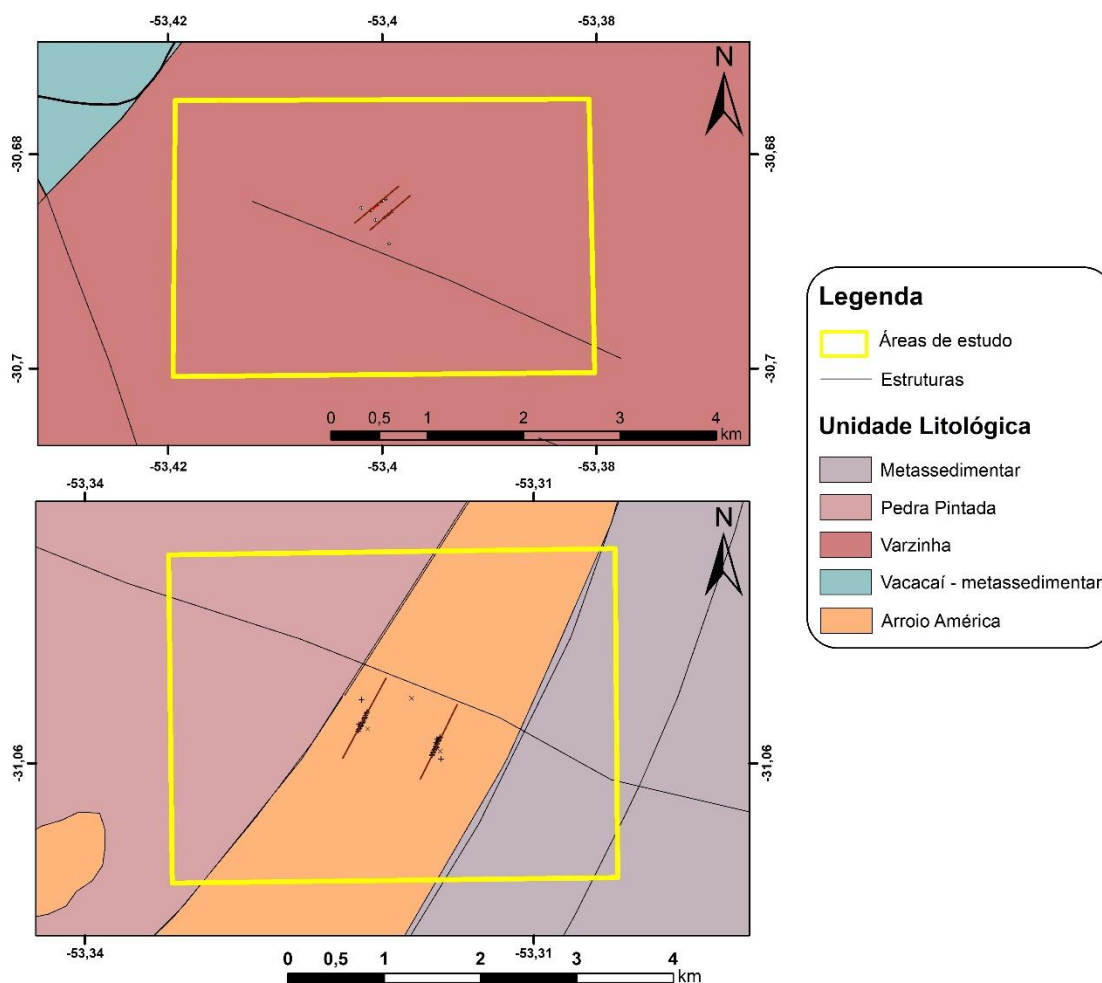 -53,42 -53,4 -53,38
N
-30,68 -30,68
-30,7 -30,7
0 0,5 1 2 3 4
km
-53,42 -53,4 -53,38
-53,34 -53,31
N
-31,06 -31,06
-53,34 -53,31
0 0,5 1 2 3 4
km
Legenda
Áreas de estudo
Estruturas
Unidade Litológica
Metassedimentar
Pedra Pintada
Varzinha
Vacacaí - metassedimentar
Arroio América